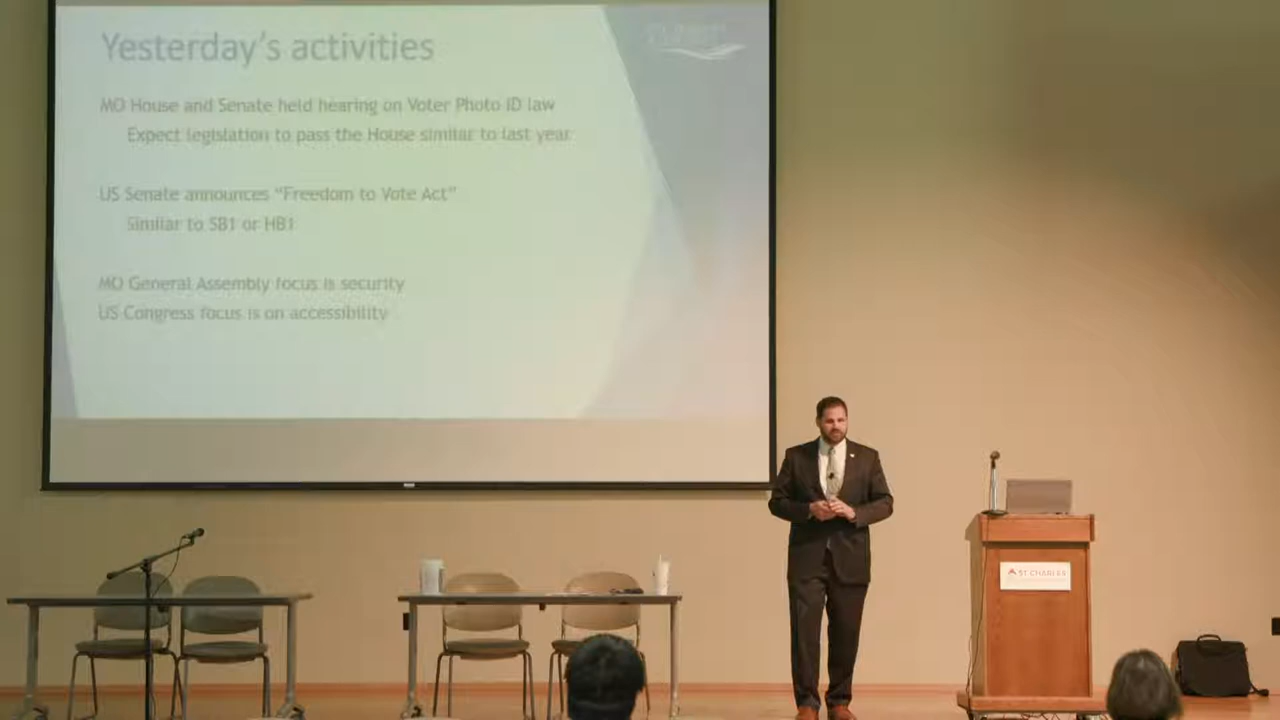 Yesterday's activities
MO House and Senate held hearing on Voter Photo ID law
Expect legislation to pass the House similar to last year
US Senate announces “Freedom to Vote Act”
Similar to SB1 or HB1
MO General Assembly focus is security
US Congress focus is on accessibility
ST CHARLES